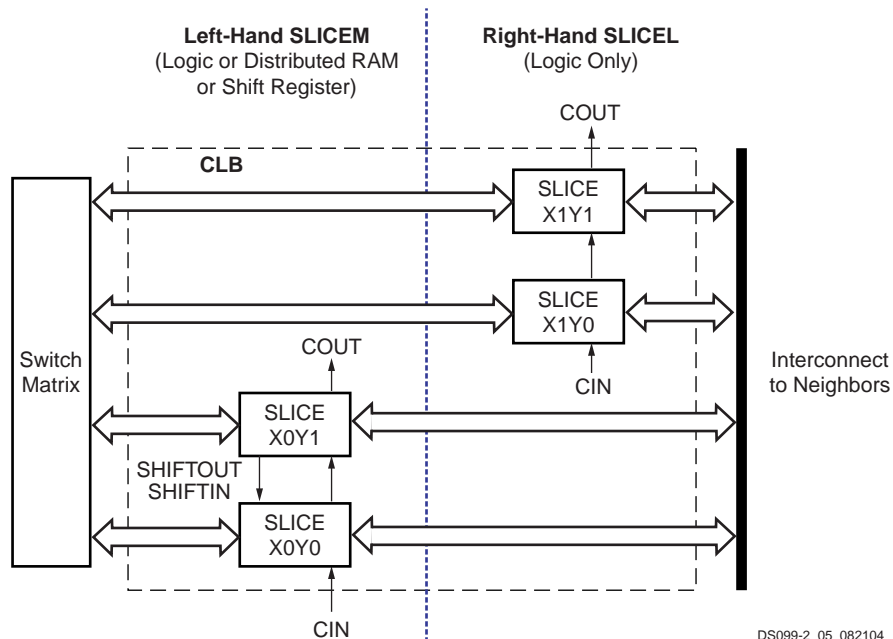 Left-Hand SLICEM
(Logic or Distributed RAM
or Shift Register)
Right-Hand SLICEL
(Logic Only)
COUT
CLB
SLICE
X1Y1
SLICE
X1Y0
COUT
CIN
Switch
Matrix
Interconnect
to Neighbors
SLICE
X0Y1
SHIFTOUT
SHIFTIN
SLICE
X0Y0
CIN
DS099-2_05_082104